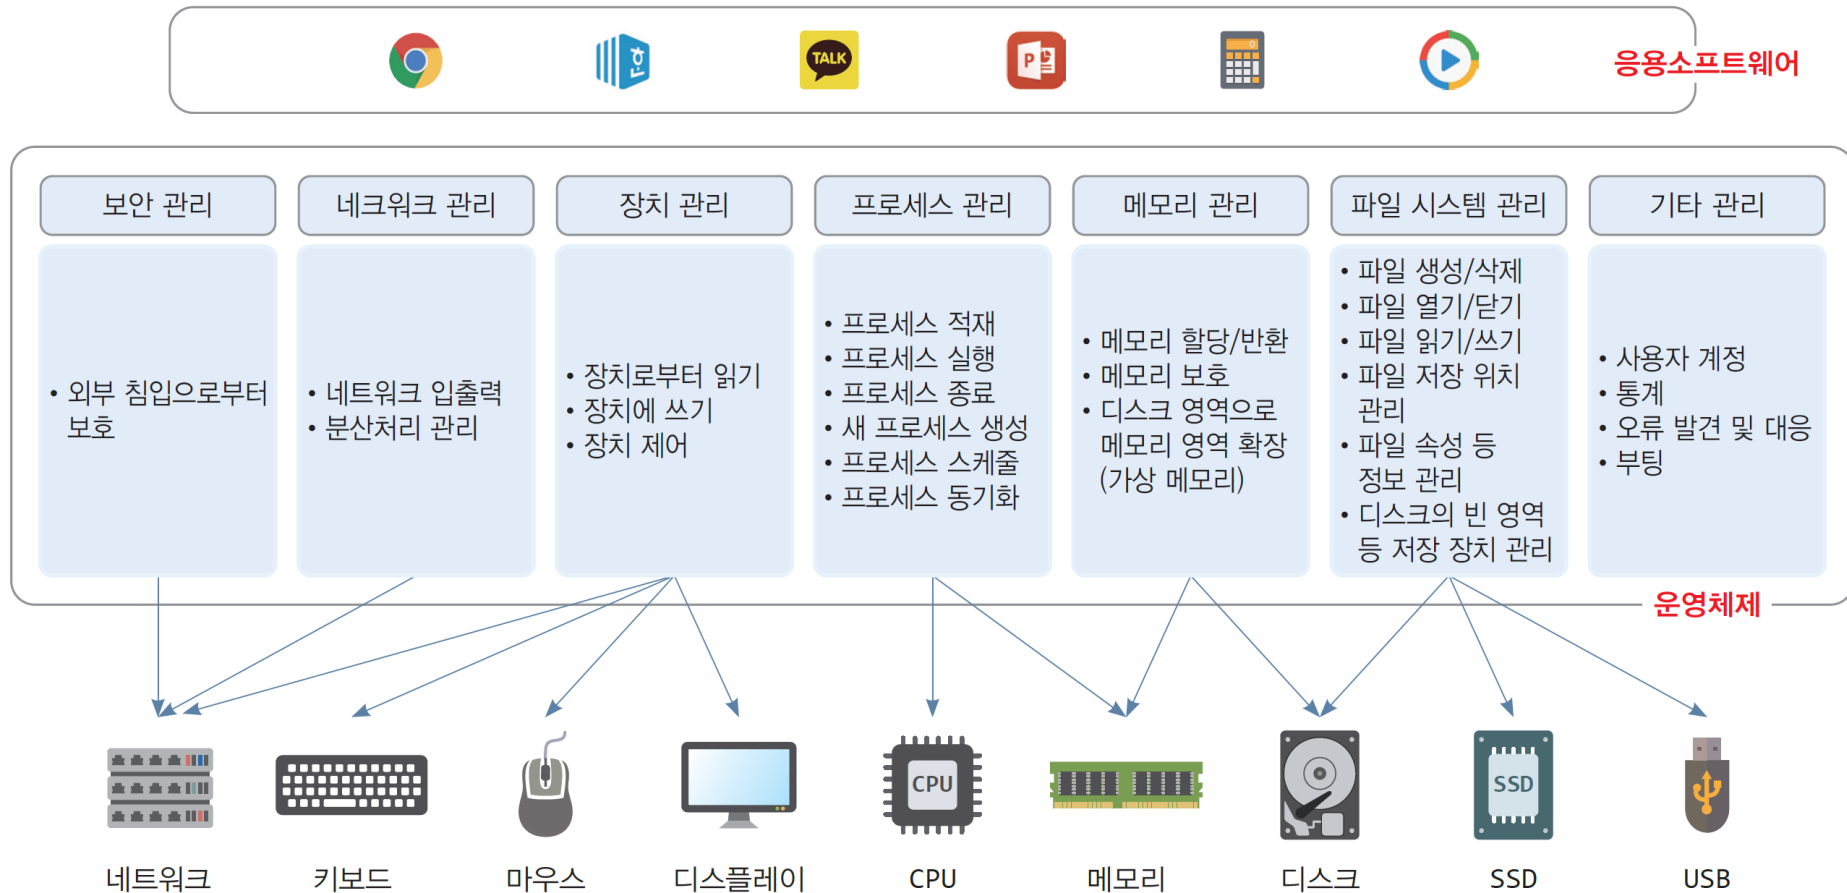 한글
TALK
P
0
응용소프트웨어
보안 관리
네크워크 관리
장치 관리
프로세스 관리
메모리 관리
파일 시스템 관리
기타 관리
• 외부 침입으로부터
보호
• 네트워크 입출력
• 분산처리 관리
• 장치로부터 읽기
• 장치에 쓰기
• 장치 제어
• 프로세스 적재
• 프로세스 실행
• 프로세스 종료
• 새 프로세스 생성
• 프로세스 스케줄
• 프로세스 동기화
• 메모리 할당/반환
• 메모리 보호
• 디스크 영역으로
메모리 영역 확장
(가상 메모리)
• 파일 생성/삭제
• 파일 열기/닫기
• 파일 읽기/쓰기
• 파일 저장 위치
관리
• 파일 속성 등
정보 관리
• 디스크의 빈 영역
등 저장 장치 관리
• 사용자 계정
• 통계
• 오류 발견 및 대응
• 부팅
운영체제
CPU
SSD
네트워크
키보드
마우스
디스플레이
CPU
메모리
디스크
SSD
USB